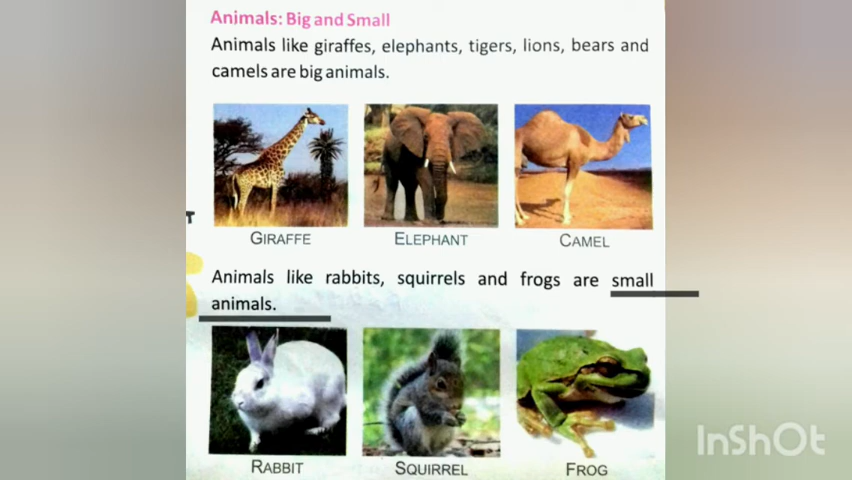 Animals: Big and Small
Animals like giraffes, elephants, tigers, lions, bears and
camels are big animals.
GIRAFFE
ELEPHANT
CAMEL
T
Animals like rabbits, squirrels and frogs are small
animals.
RABBIT
SQUIRREL
FROG
InShOt